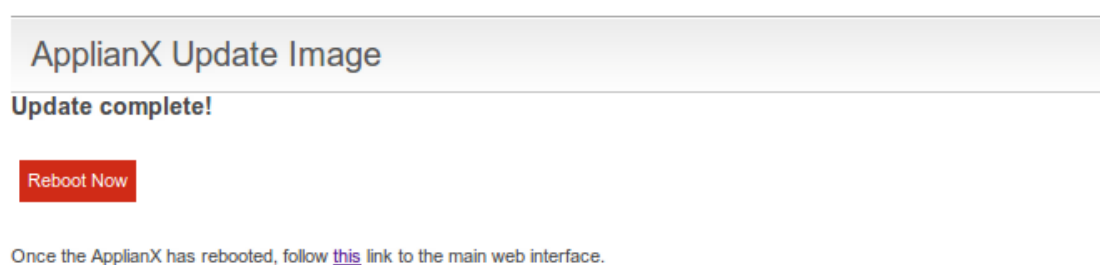 ApplianX Update Image
Update complete!
Reboot Now
Once the ApplianX has rebooted, follow this link to the main web interface.